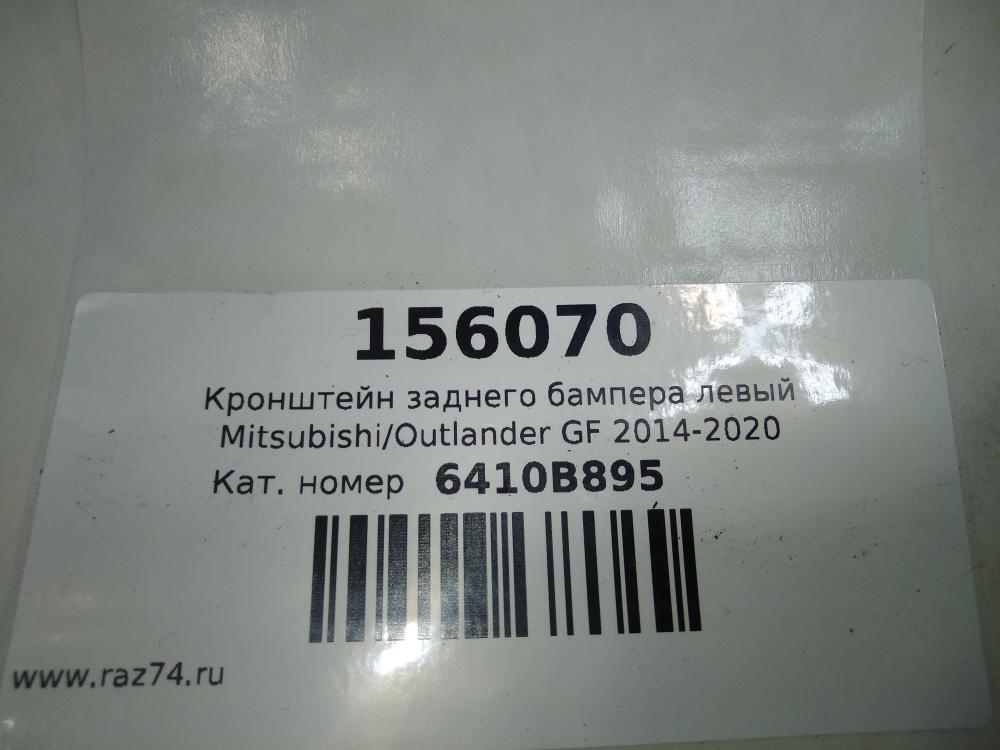 156070
Кронштейн заднего бампера левый
Mitsubishi/Outlander GF 2014-2020
Кат. номер 6410B895
www.raz74.ru